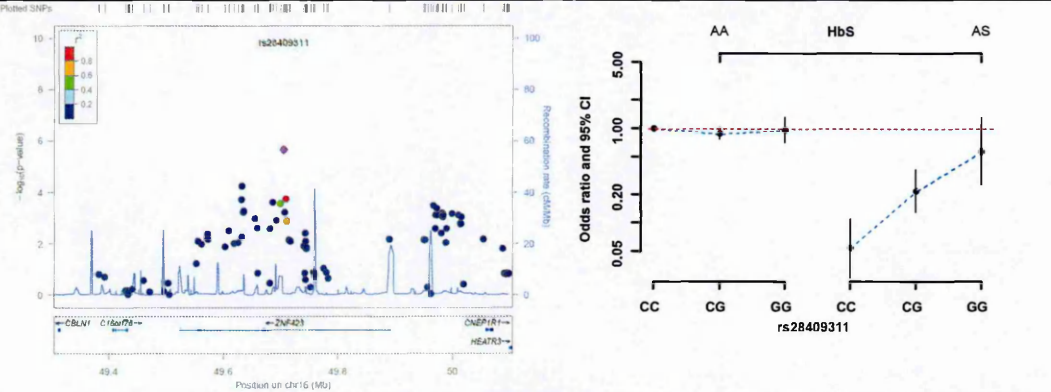 Plotted SNPs
rs28409311
r²
0.8
0.6
0.4
0.2
10
8
6
4
2
0
−log₁₀(p-value)
100
80
60
40
20
0
Recombination rate (cM/Mb)
←CBLN1
C16orf78→
←ZNF423
CNEP1R1→
HEATR3→
49.4
49.6
49.8
50
Position on chr16 (Mb)
AA
HbS
AS
Odds ratio and 95% CI
5.00
1.00
0.20
0.05
CC
CG
GG
CC
CG
GG
rs28409311